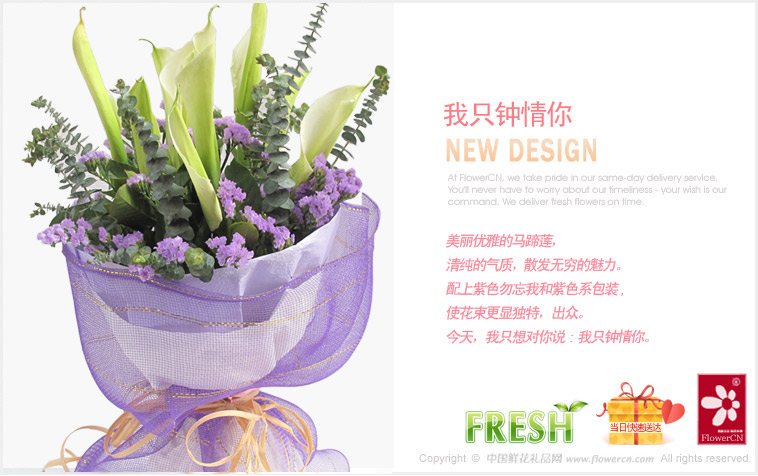 我只钟情你
NEW DESIGN
At FlowerCN, we take pride in our same-day delivery service.
You'll never have to worry about our timeliness - your wish is our
command. We deliver fresh flowers on time.
美丽优雅的马蹄莲,
清纯的气质，散发无穷的魅力。
配上紫色勿忘我和紫色系包装,
使花束更显独特，出众。
今天，我只想对你说：我只钟情你。
FRESH
当日快速送达
FlowerCN
Copyright © 中国鲜花礼品网 www.flowercn.com All rights reserved.